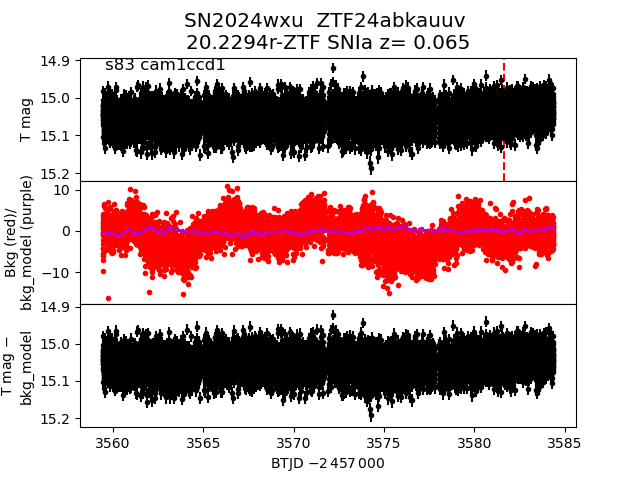 SN2024wxu ZTF24abkauuv
20.2294r-ZTF SNIa z= 0.065
s83 cam1ccd1
14.9
15.0
15.1
15.2
T mag
10
0
−10
Bkg (red)/
bkg_model (purple)
14.9
15.0
15.1
15.2
T mag −
bkg_model
3560 3565 3570 3575 3580 3585
BTJD −2 457 000